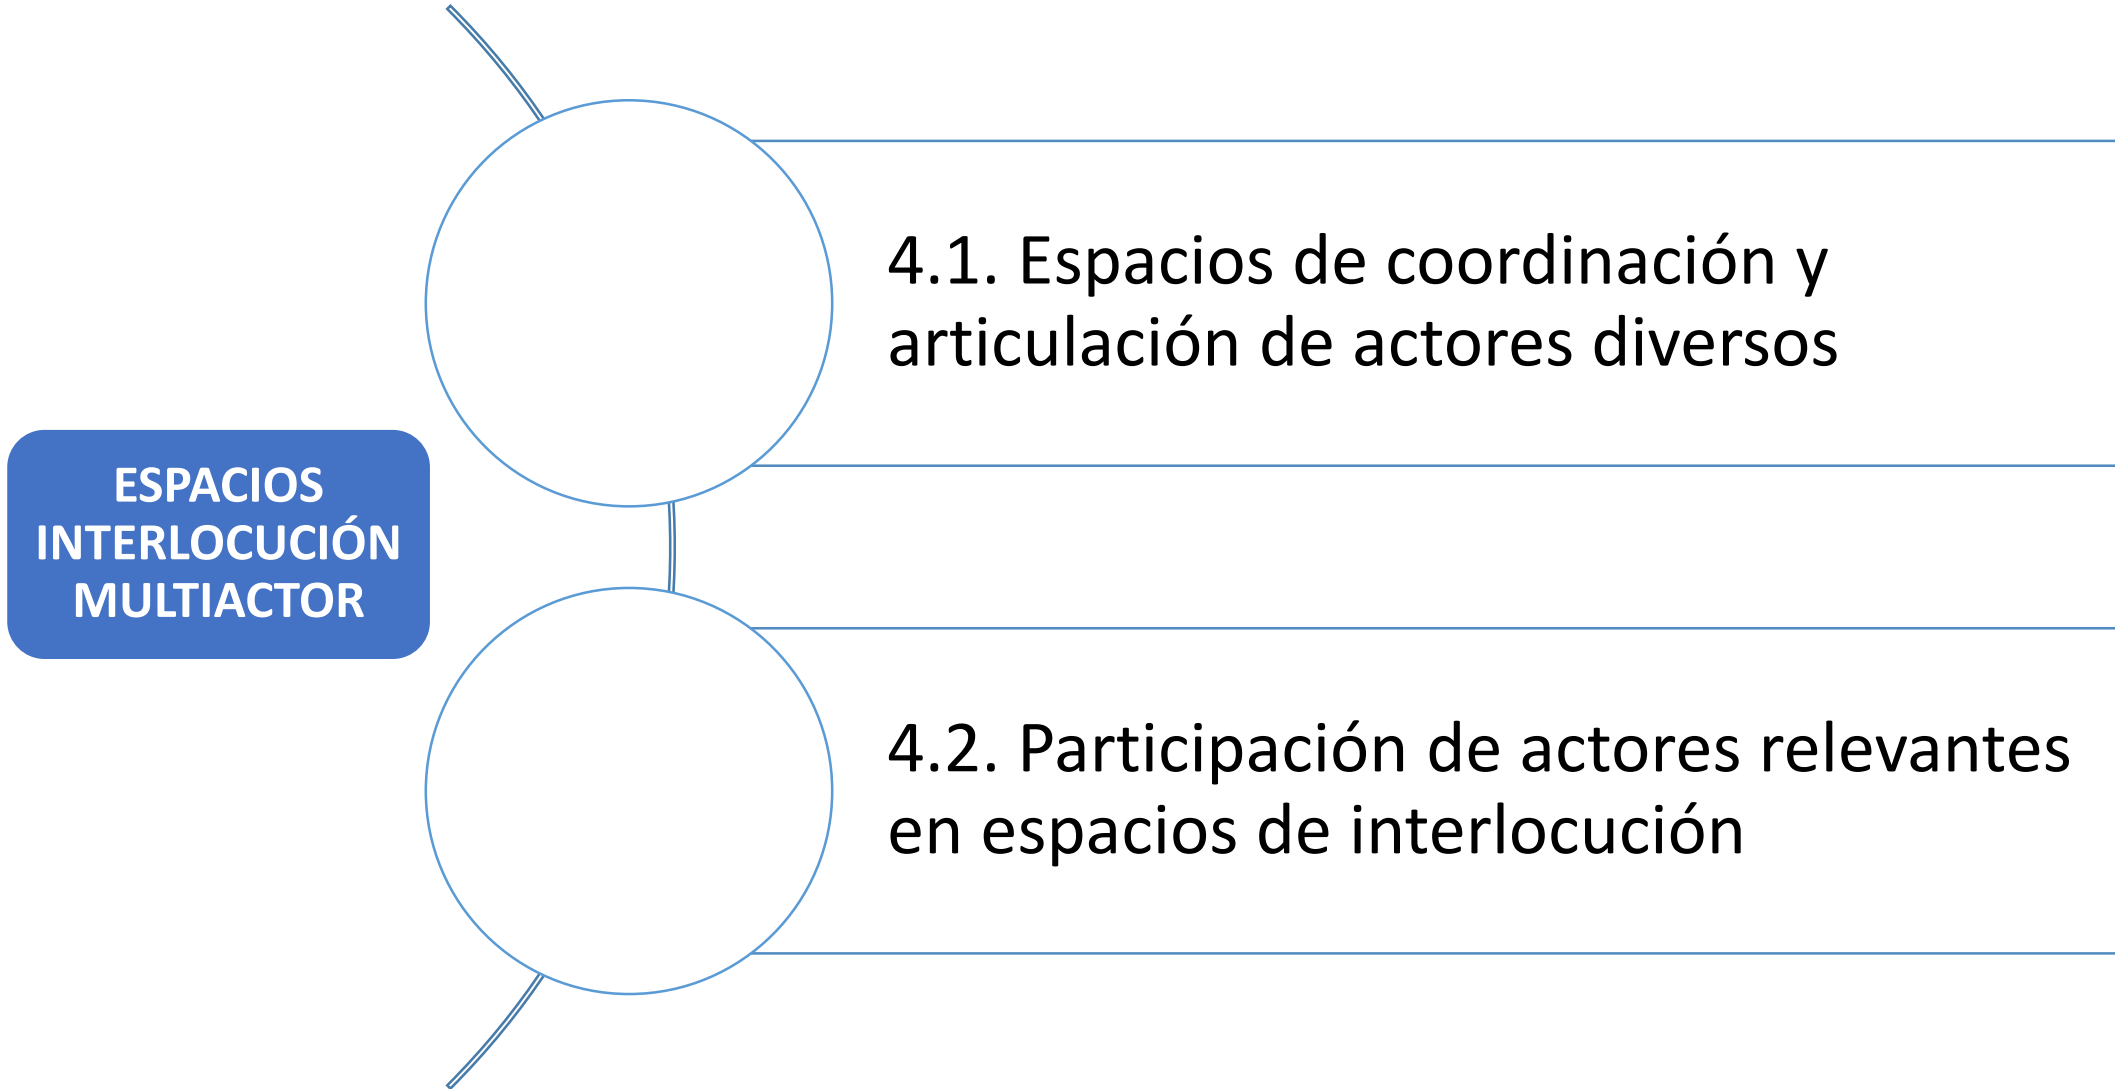 ESPACIOS
INTERLOCUCIÓN
MULTIACTOR
4.1. Espacios de coordinación y
articulación de actores diversos
4.2. Participación de actores relevantes
en espacios de interlocución